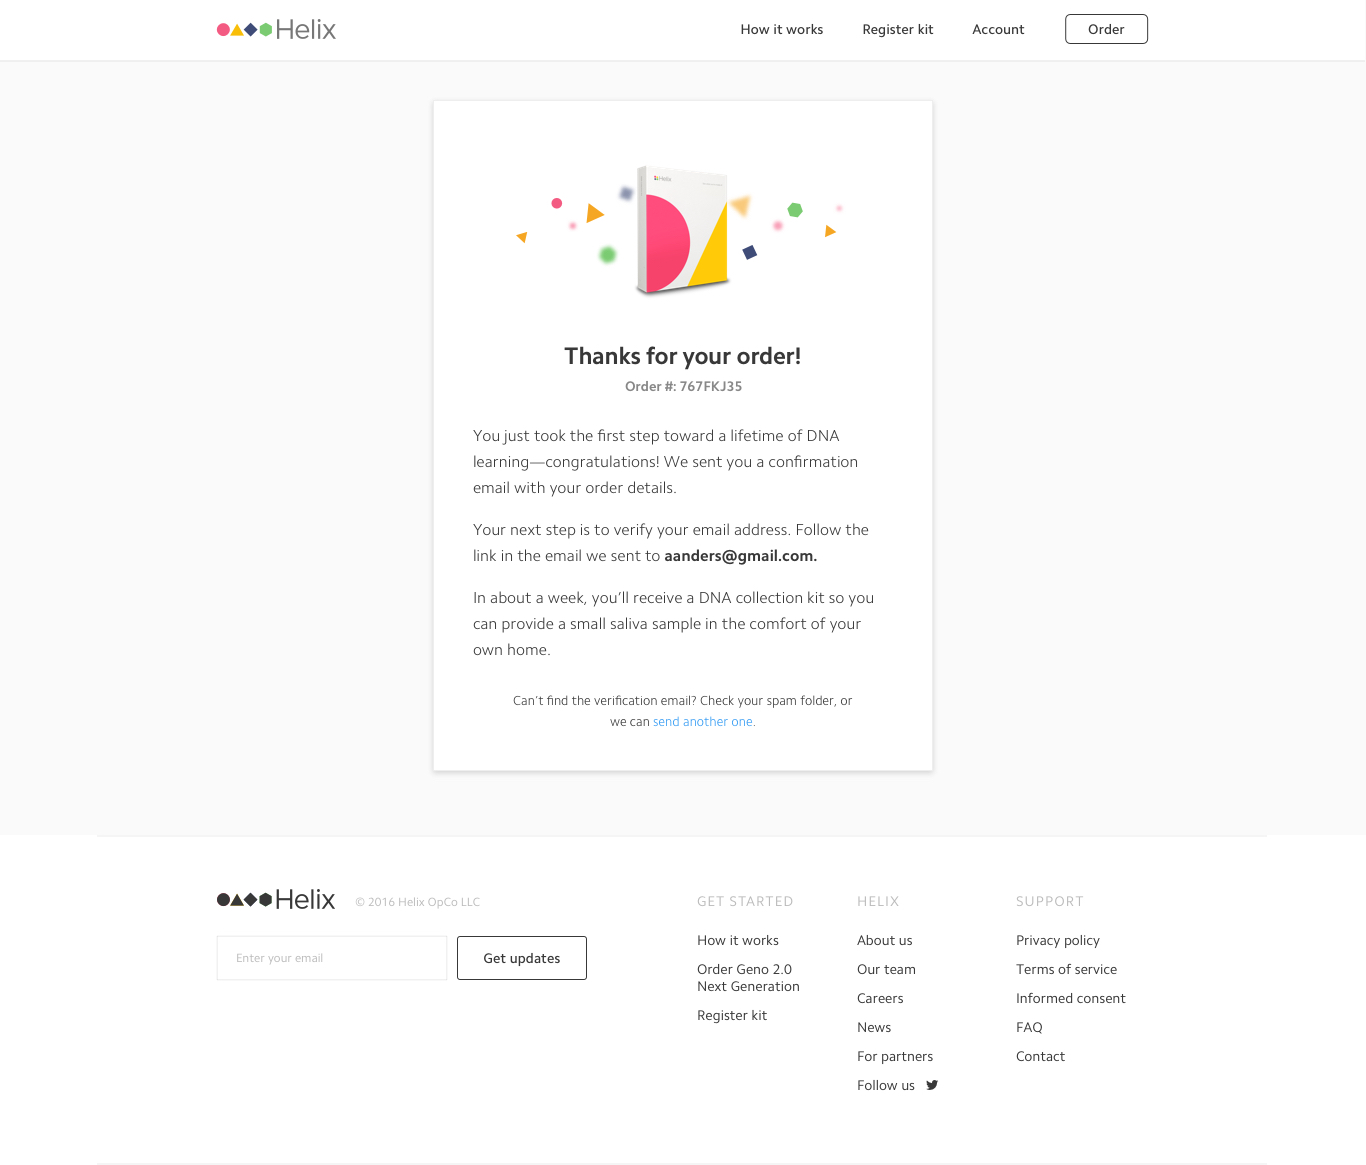 Helix
How it works
Register kit
Account
Order
Helix
Thanks for your order!
Order #: 767FKJ35
You just took the first step toward a lifetime of DNA
learning—congratulations! We sent you a confirmation
email with your order details.
Your next step is to verify your email address. Follow the
link in the email we sent to aanders@gmail.com.
In about a week, you’ll receive a DNA collection kit so you
can provide a small saliva sample in the comfort of your
own home.
Can’t find the verification email? Check your spam folder, or
we can send another one.
Helix
© 2016 Helix OpCo LLC
Enter your email
Get updates
GET STARTED
How it works
Order Geno 2.0
Next Generation
Register kit
HELIX
About us
Our team
Careers
News
For partners
Follow us
SUPPORT
Privacy policy
Terms of service
Informed consent
FAQ
Contact